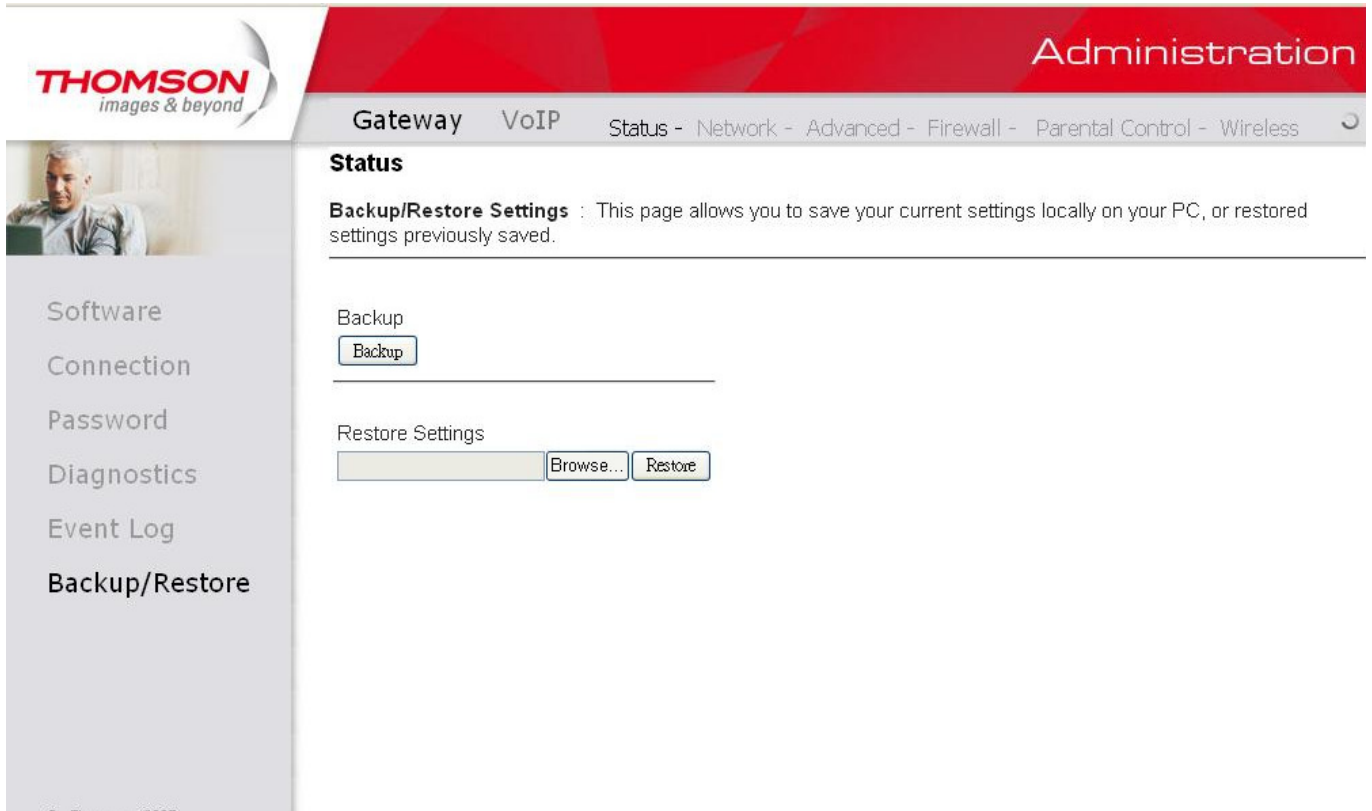 THOMSON
images & beyond
Administration
Gateway VoIP Status - Network - Advanced - Firewall - Parental Control - Wireless
Status
Backup/Restore Settings : This page allows you to save your current settings locally on your PC, or restored
settings previously saved.
Software
Connection
Password
Diagnostics
Event Log
Backup/Restore
Backup
Backup
Restore Settings
Browse... Restore